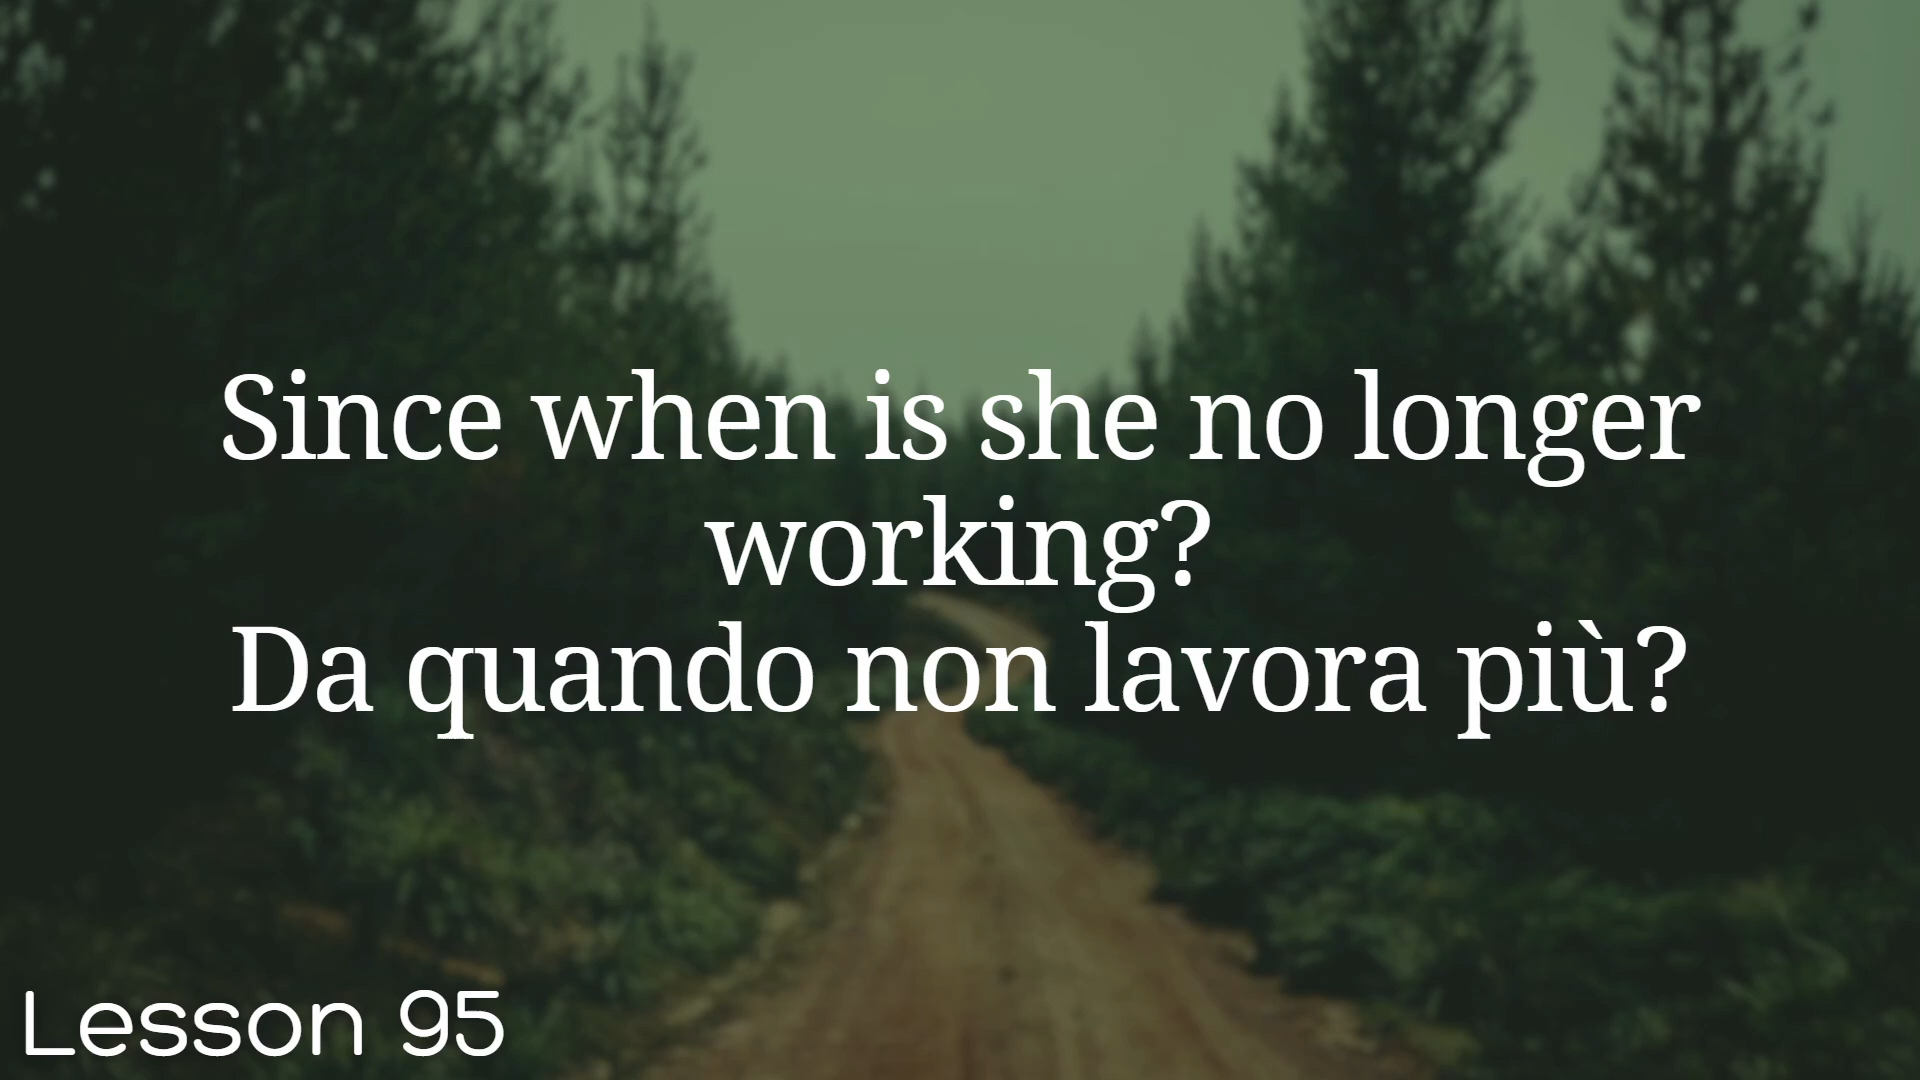 Since when is she no longer
working?
Da quando non lavora più?
Lesson 95